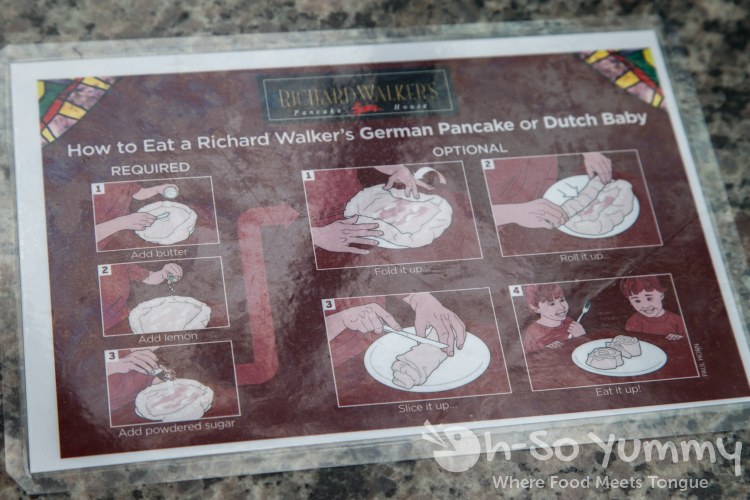 RICHARD WALKER'S
Pancake House
How to Eat a Richard Walker's German Pancake or Dutch Baby
REQUIRED
1
Add butter
2
Add lemon
3
Add powdered sugar
OPTIONAL
1
Fold it up...
2
Roll it up...
3
Slice it up...
4
Eat it up!
Oh-So Yummy
Where Food Meets Tongue